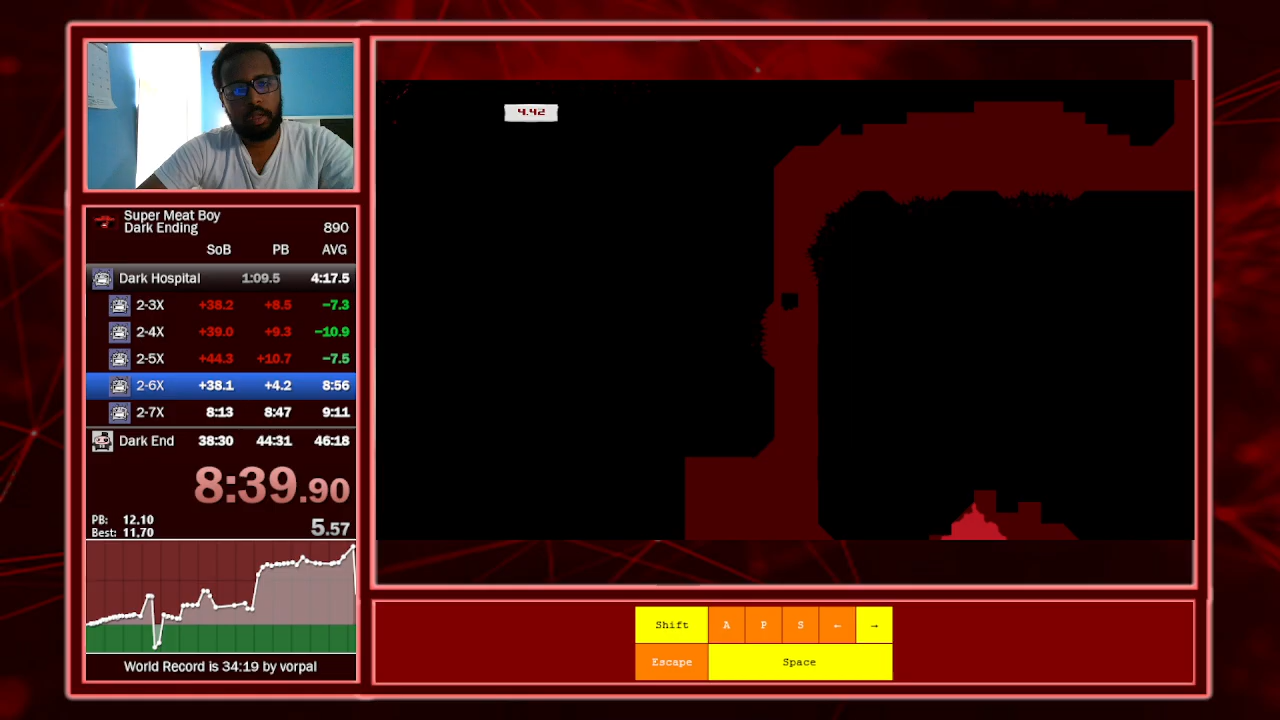 4.42
Super Meat Boy
Dark Ending 890
SoB PB AVG
Dark Hospital 1:09.5 4:17.5
2-3X +38.2 +8.5 −7.3
2-4X +39.0 +9.3 −10.9
2-5X +44.3 +10.7 −7.5
2-6X +38.1 +4.2 8:56
2-7X 8:13 8:47 9:11
Dark End 38:30 44:31 46:18
8:39.90
PB: 12.10 5.57
Best: 11.70
World Record is 34:19 by vorpal
Shift A P S ← →
Escape Space